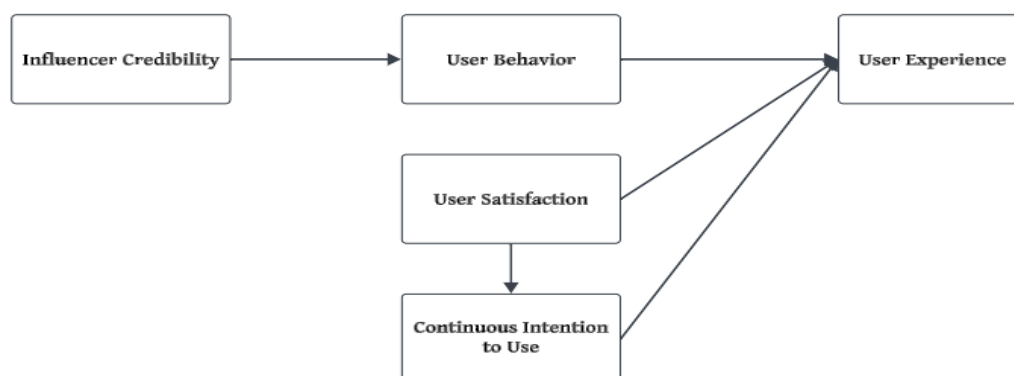 Influencer Credibility
User Behavior
User Experience
User Satisfaction
Continuous Intention
to Use